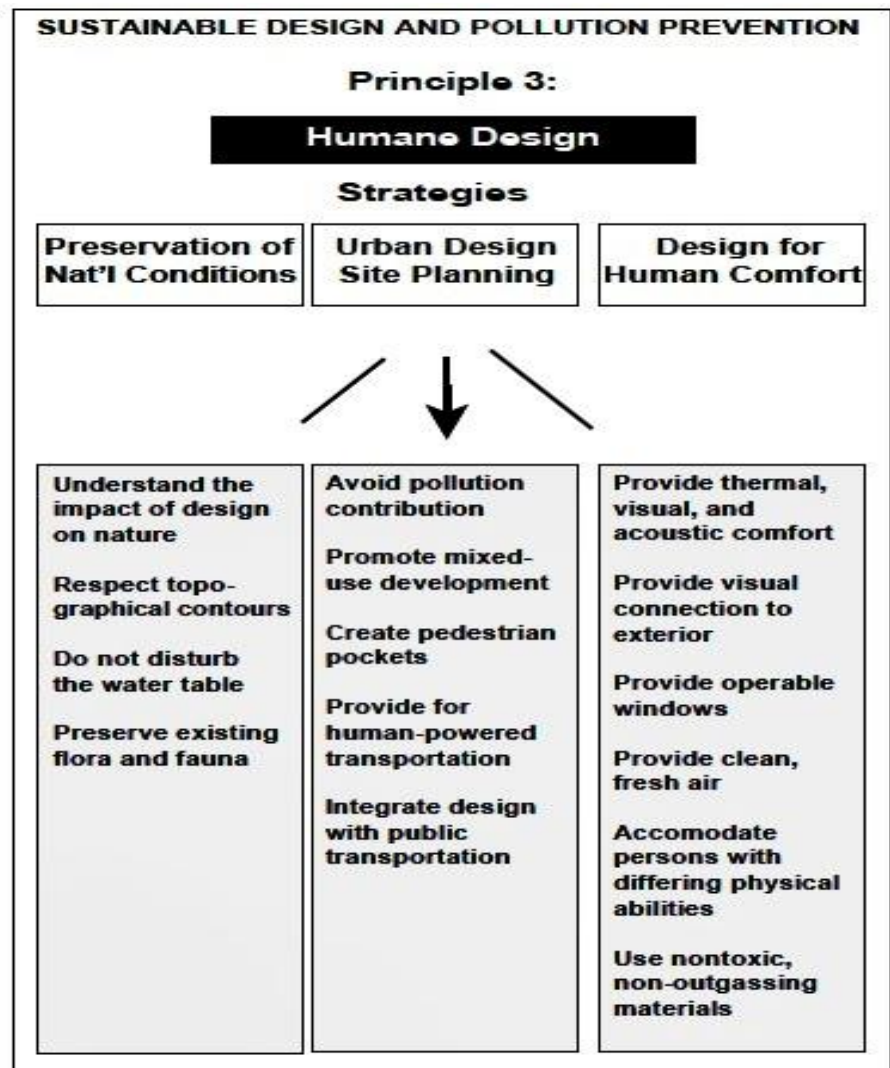 SUSTAINABLE DESIGN AND POLLUTION PREVENTION
Principle 3:
Humane Design
Strategies
Preservation of
Nat'l Conditions
Urban Design
Site Planning
Design for
Human Comfort
Understand the
impact of design
on nature
Respect topo-
graphical contours
Do not disturb
the water table
Preserve existing
flora and fauna
Avoid pollution
contribution
Promote mixed-
use development
Create pedestrian
pockets
Provide for
human-powered
transportation
Integrate design
with public
transportation
Provide thermal,
visual, and
acoustic comfort
Provide visual
connection to
exterior
Provide operable
windows
Provide clean,
fresh air
Accomodate
persons with
differing physical
abilities
Use nontoxic,
non-outgassing
materials